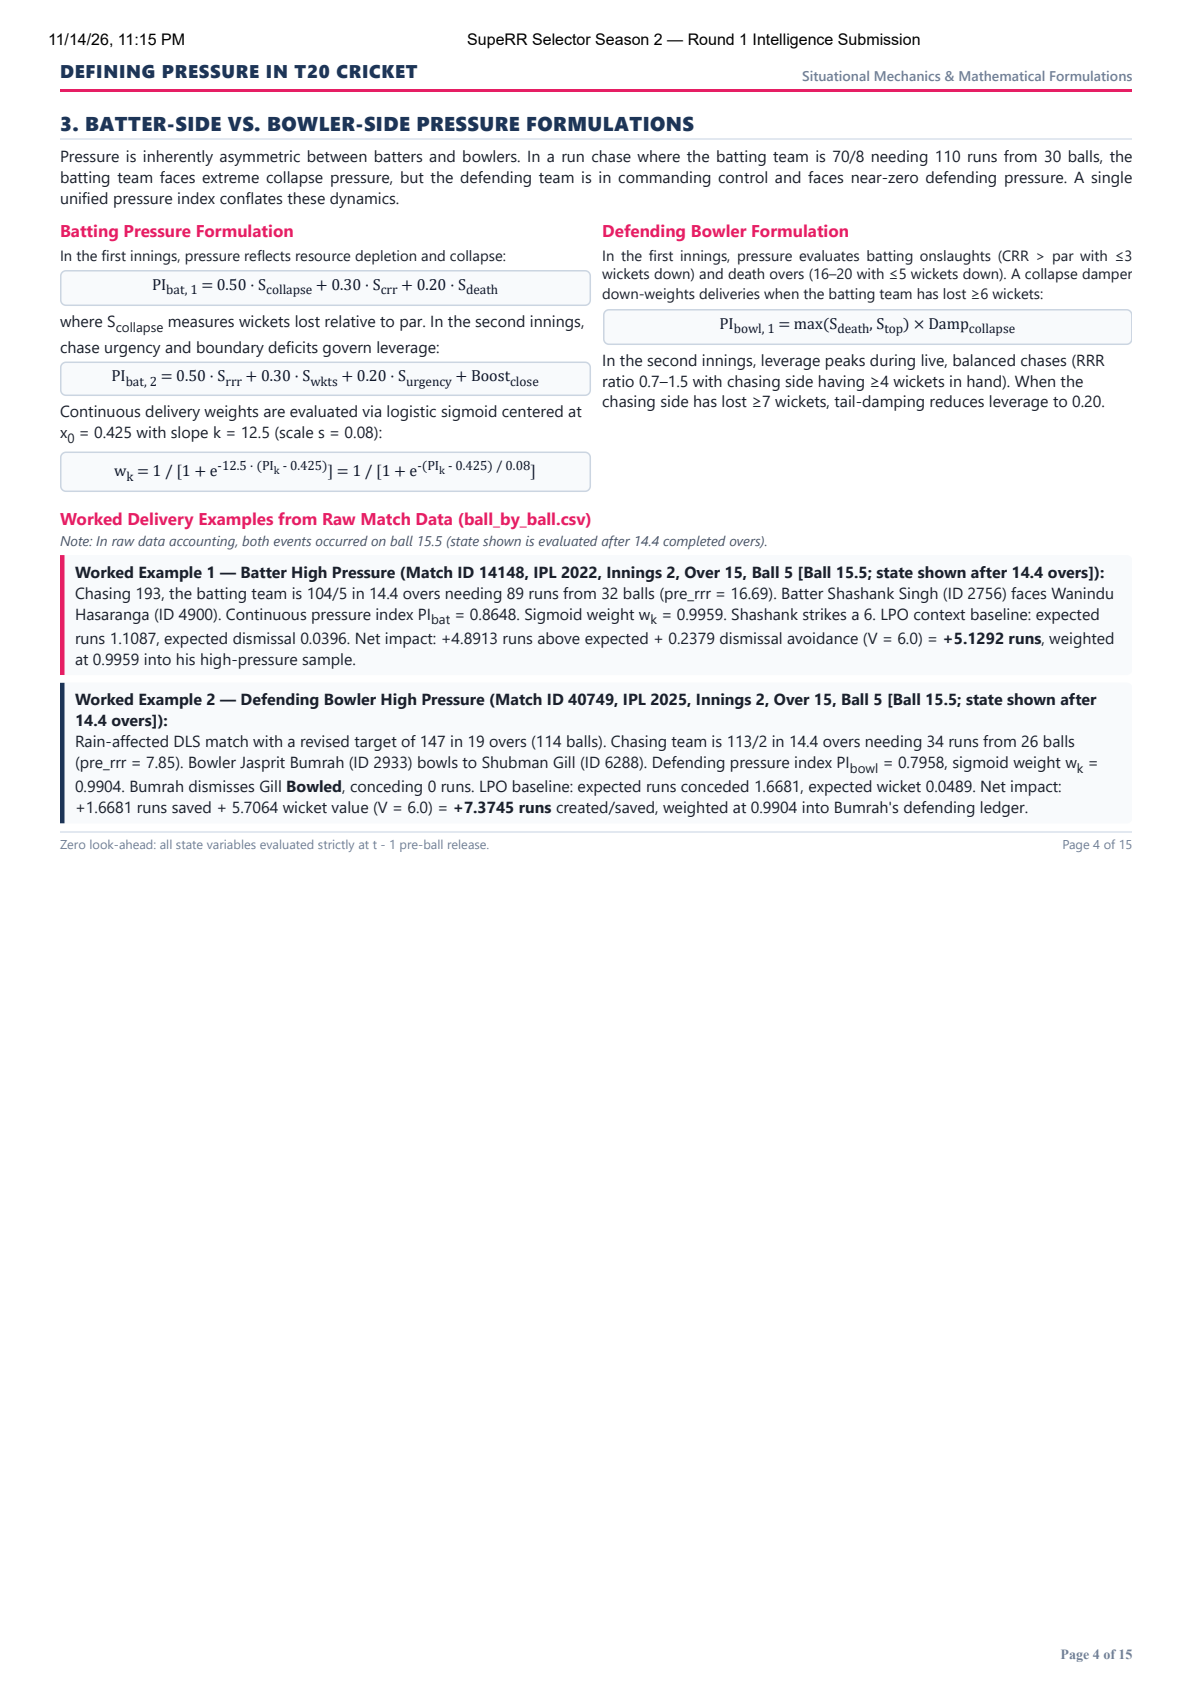 11/14/26, 11:15 PM
SupeRR Selector Season 2 — Round 1 Intelligence Submission
DEFINING PRESSURE IN T20 CRICKET
Situational Mechanics & Mathematical Formulations
3. BATTER-SIDE VS. BOWLER-SIDE PRESSURE FORMULATIONS
Pressure is inherently asymmetric between batters and bowlers. In a run chase where the batting team is 70/8 needing 110 runs from 30 balls, the
batting team faces extreme collapse pressure, but the defending team is in commanding control and faces near-zero defending pressure. A single
unified pressure index conflates these dynamics.
Batting Pressure Formulation
In the first innings, pressure reflects resource depletion and collapse:
PIbat, 1 = 0.50 · Scollapse + 0.30 · Scrr + 0.20 · Sdeath
where Scollapse measures wickets lost relative to par. In the second innings,
chase urgency and boundary deficits govern leverage:
PIbat, 2 = 0.50 · Srrr + 0.30 · Swkts + 0.20 · Surgency + Boostclose
Continuous delivery weights are evaluated via logistic sigmoid centered at
x0 = 0.425 with slope k = 12.5 (scale s = 0.08):
wk = 1 / [1 + e-12.5 · (PIk - 0.425)] = 1 / [1 + e-(PIk - 0.425) / 0.08]
Defending Bowler Formulation
In the first innings, pressure evaluates batting onslaughts (CRR > par with ≤3
wickets down) and death overs (16–20 with ≤5 wickets down). A collapse damper
down-weights deliveries when the batting team has lost ≥6 wickets:
PIbowl, 1 = max(Sdeath, Stop) × Dampcollapse
In the second innings, leverage peaks during live, balanced chases (RRR
ratio 0.7–1.5 with chasing side having ≥4 wickets in hand). When the
chasing side has lost ≥7 wickets, tail-damping reduces leverage to 0.20.
Worked Delivery Examples from Raw Match Data (ball_by_ball.csv)
Note: In raw data accounting, both events occurred on ball 15.5 (state shown is evaluated after 14.4 completed overs).
Worked Example 1 — Batter High Pressure (Match ID 14148, IPL 2022, Innings 2, Over 15, Ball 5 [Ball 15.5; state shown after 14.4 overs]):
Chasing 193, the batting team is 104/5 in 14.4 overs needing 89 runs from 32 balls (pre_rrr = 16.69). Batter Shashank Singh (ID 2756) faces Wanindu
Hasaranga (ID 4900). Continuous pressure index PIbat = 0.8648. Sigmoid weight wk = 0.9959. Shashank strikes a 6. LPO context baseline: expected
runs 1.1087, expected dismissal 0.0396. Net impact: +4.8913 runs above expected + 0.2379 dismissal avoidance (V = 6.0) = +5.1292 runs, weighted
at 0.9959 into his high-pressure sample.
Worked Example 2 — Defending Bowler High Pressure (Match ID 40749, IPL 2025, Innings 2, Over 15, Ball 5 [Ball 15.5; state shown after
14.4 overs]):
Rain-affected DLS match with a revised target of 147 in 19 overs (114 balls). Chasing team is 113/2 in 14.4 overs needing 34 runs from 26 balls
(pre_rrr = 7.85). Bowler Jasprit Bumrah (ID 2933) bowls to Shubman Gill (ID 6288). Defending pressure index PIbowl = 0.7958, sigmoid weight wk =
0.9904. Bumrah dismisses Gill Bowled, conceding 0 runs. LPO baseline: expected runs conceded 1.6681, expected wicket 0.0489. Net impact:
+1.6681 runs saved + 5.7064 wicket value (V = 6.0) = +7.3745 runs created/saved, weighted at 0.9904 into Bumrah's defending ledger.
Zero look-ahead: all state variables evaluated strictly at t - 1 pre-ball release.
Page 4 of 15
Page 4 of 15